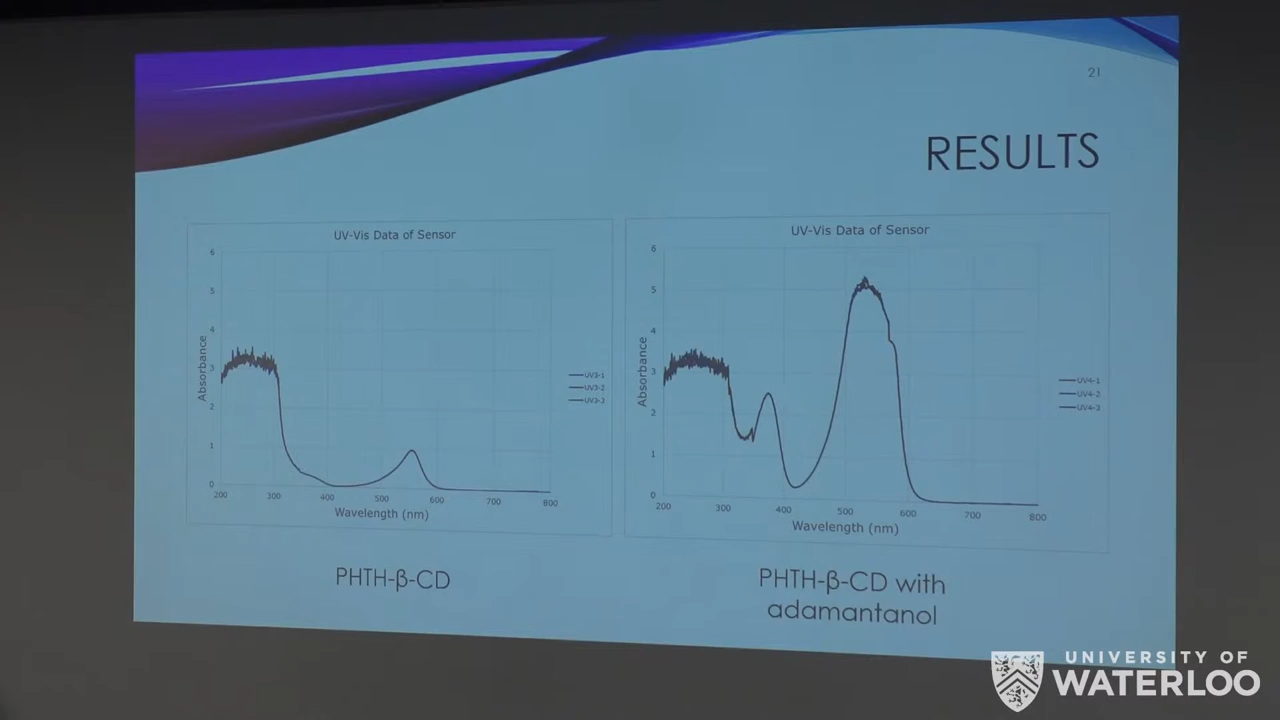 21
RESULTS
UV-Vis Data of Sensor
6
5
4
3
2
1
0
Absorbance
200 300 400 500 600 700 800
Wavelength (nm)
UV3-1
UV3-2
UV3-3
PHTH-β-CD
UV-Vis Data of Sensor
6
5
4
3
2
1
0
Absorbance
200 300 400 500 600 700 800
Wavelength (nm)
UV4-1
UV4-2
UV4-3
PHTH-β-CD with
adamantanol
UNIVERSITY OF
WATERLOO